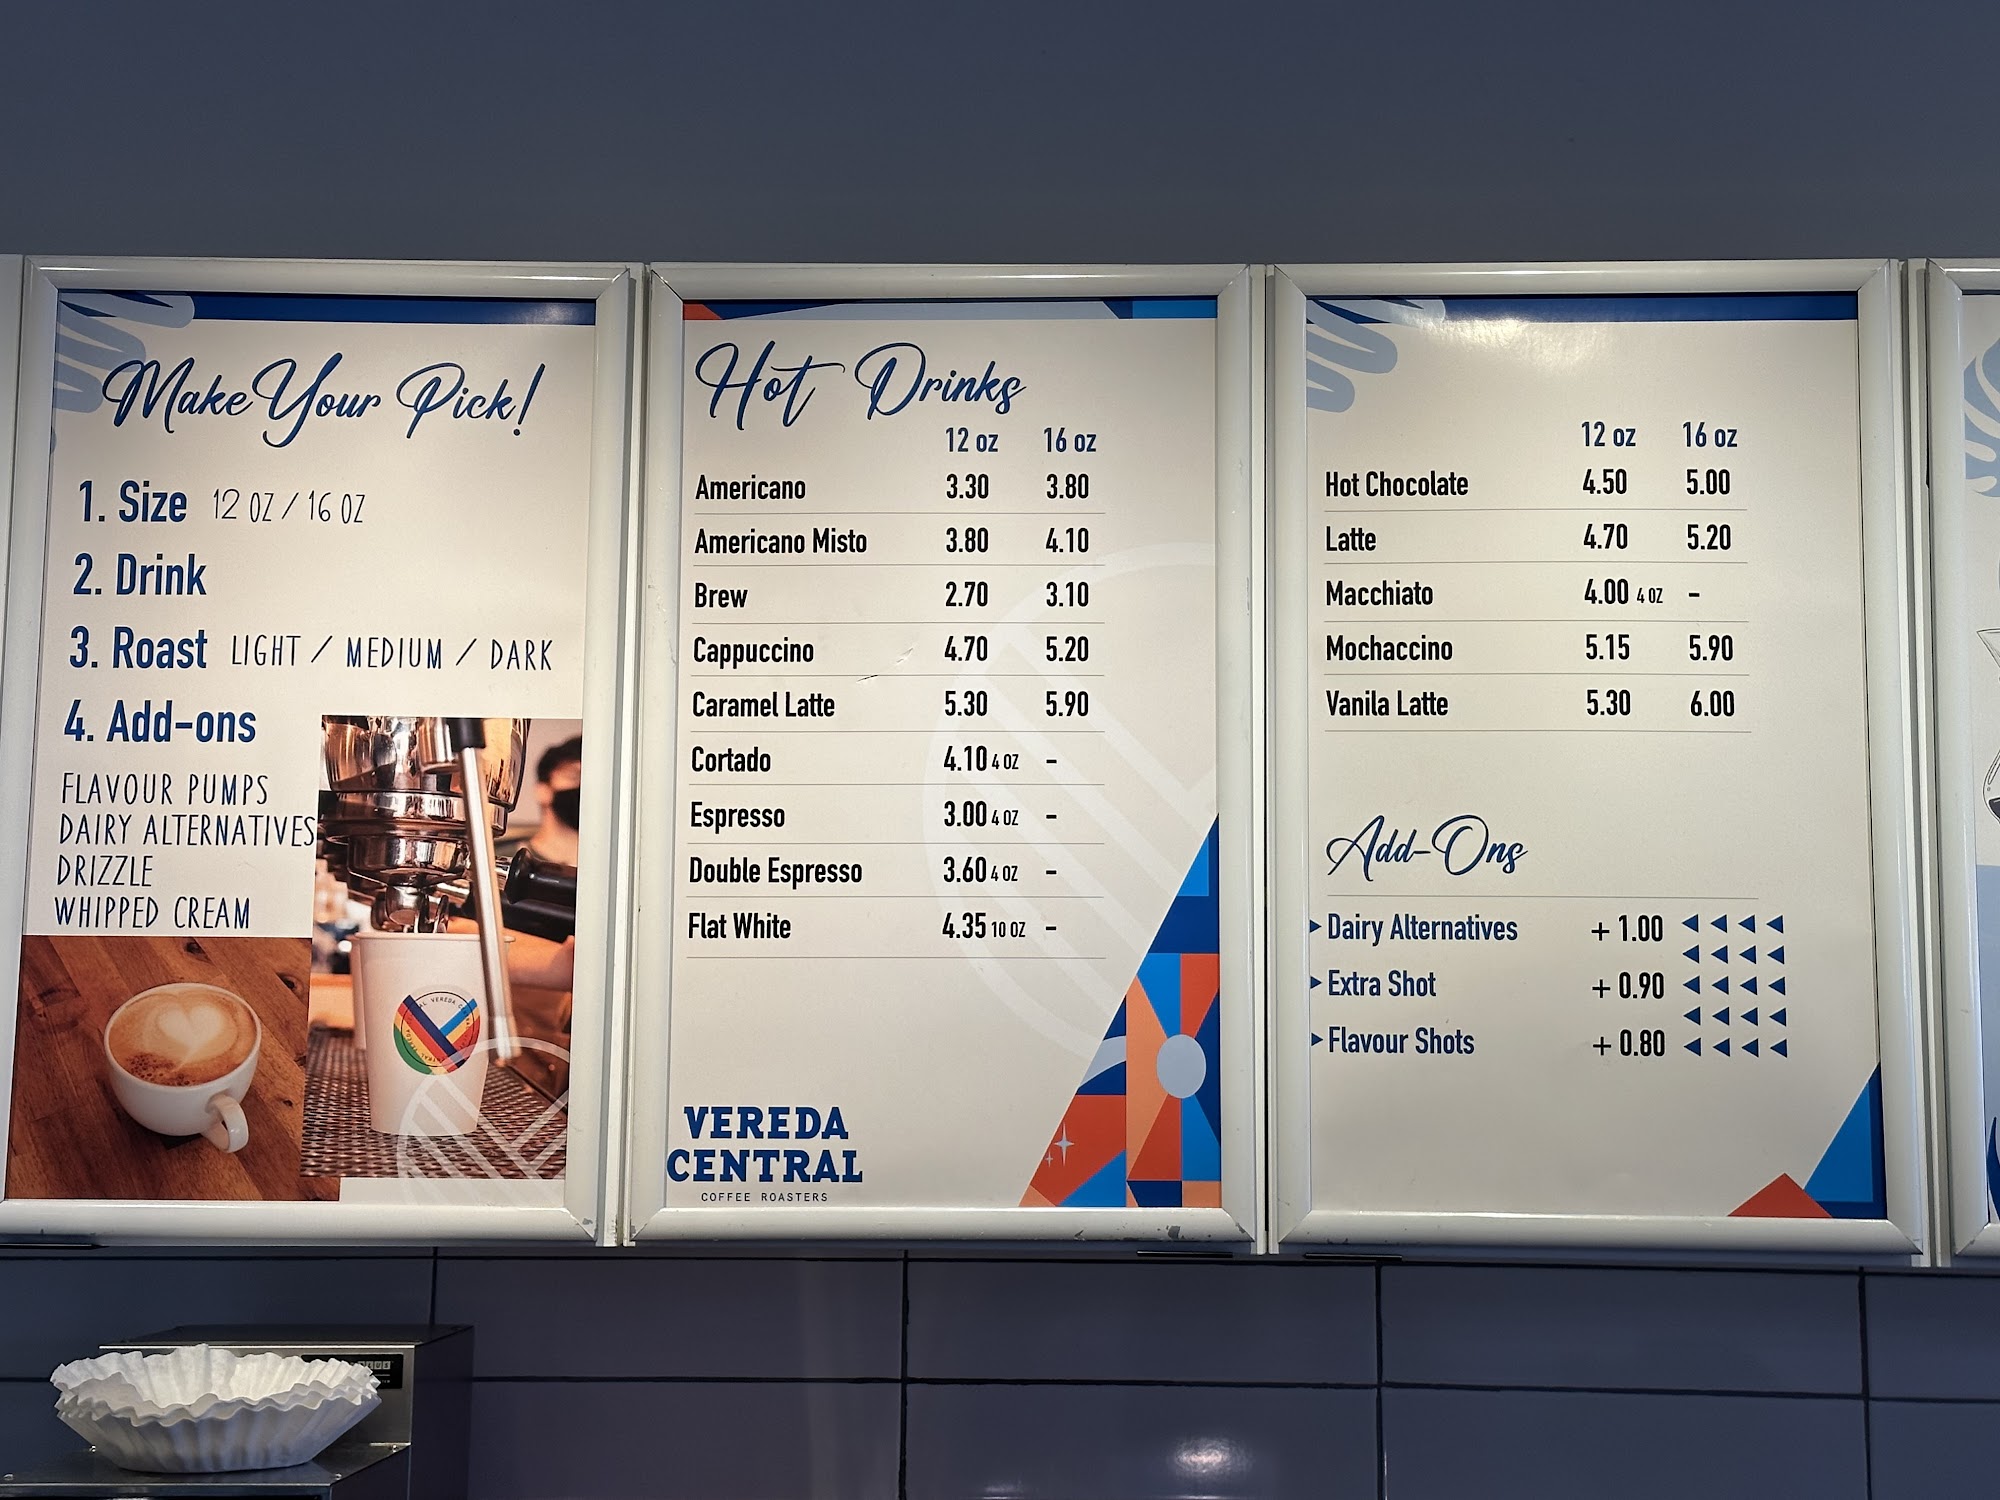 Make Your Pick!
1. Size 12 OZ / 16 OZ
2. Drink
3. Roast LIGHT / MEDIUM / DARK
4. Add-ons
FLAVOUR PUMPS
DAIRY ALTERNATIVES
DRIZZLE
WHIPPED CREAM
Hot Drinks
12 oz 16 oz
Americano 3.30 3.80
Americano Misto 3.80 4.10
Brew 2.70 3.10
Cappuccino 4.70 5.20
Caramel Latte 5.30 5.90
Cortado 4.10 4 OZ -
Espresso 3.00 4 OZ -
Double Espresso 3.60 4 OZ -
Flat White 4.35 10 OZ -
VEREDA
CENTRAL
COFFEE ROASTERS
12 oz 16 oz
Hot Chocolate 4.50 5.00
Latte 4.70 5.20
Macchiato 4.00 4 OZ -
Mochaccino 5.15 5.90
Vanila Latte 5.30 6.00
Add-Ons
Dairy Alternatives + 1.00
Extra Shot + 0.90
Flavour Shots + 0.80